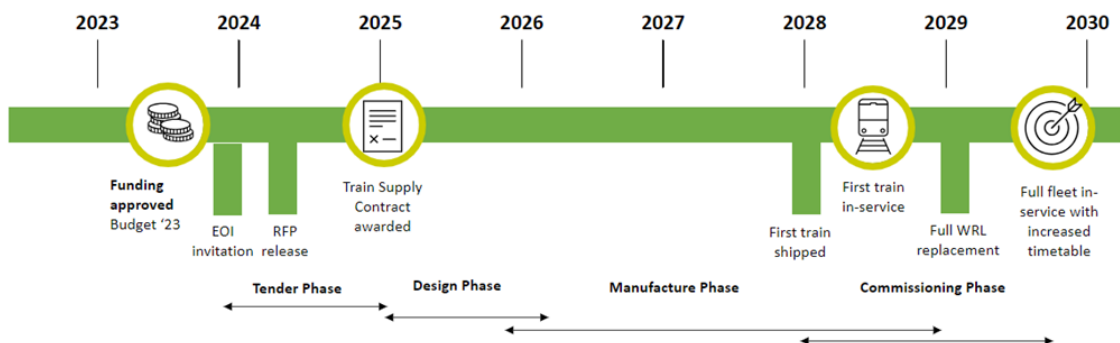 2023 2024 2025 2026 2027 2028 2029 2030
Funding
approved
Budget ‘23
EOI
invitation
RFP
release
Train Supply
Contract
awarded
First train
shipped
First train
in-service
Full WRL
replacement
Full fleet in-
service with
increased
timetable
Tender Phase
Design Phase
Manufacture Phase
Commissioning Phase